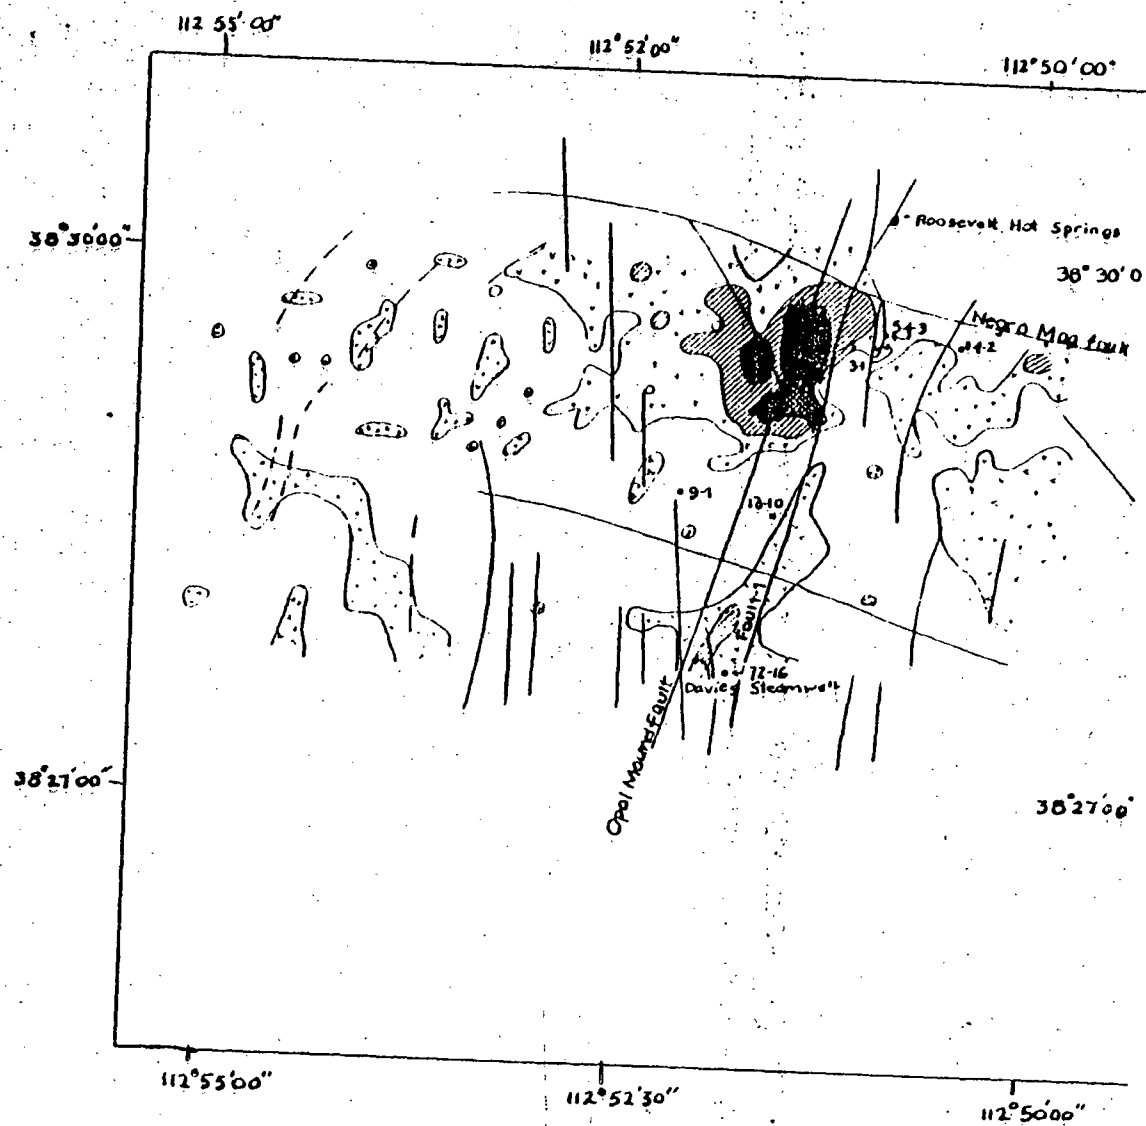 112 55' 00"
112° 52' 00"
112° 50' 00"
38° 30' 00"
Roosevelt Hot Springs
38° 30' 0
Negro Mag fault
54-3
14-2
3-1
9-1
13-10
Fault-1
72-16
Davies Steamwell
Opal Mound Fault
38° 27' 00"
38° 27' 00"
112° 55' 00"
112° 52' 30"
112° 50' 00"